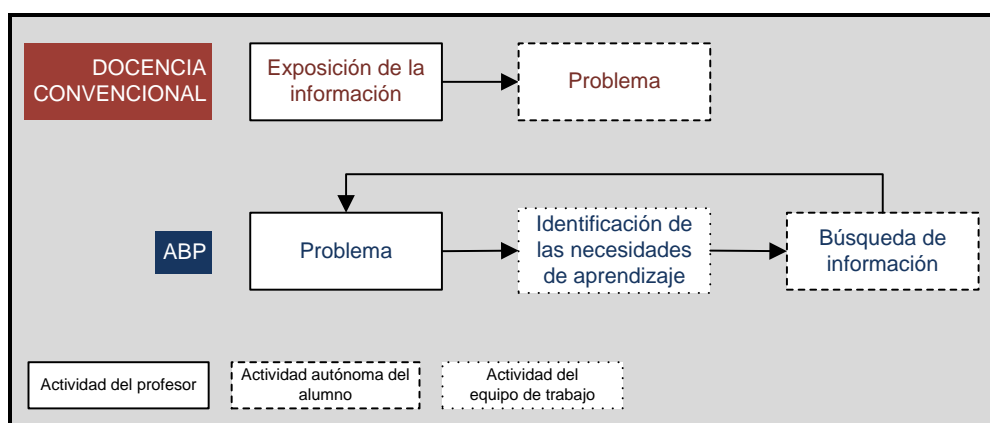 DOCENCIA
CONVENCIONAL
Exposición de la
información
Problema
ABP
Problema
Identificación de
las necesidades
de aprendizaje
Búsqueda de
información
Actividad del profesor
Actividad autónoma del
alumno
Actividad del
equipo de trabajo